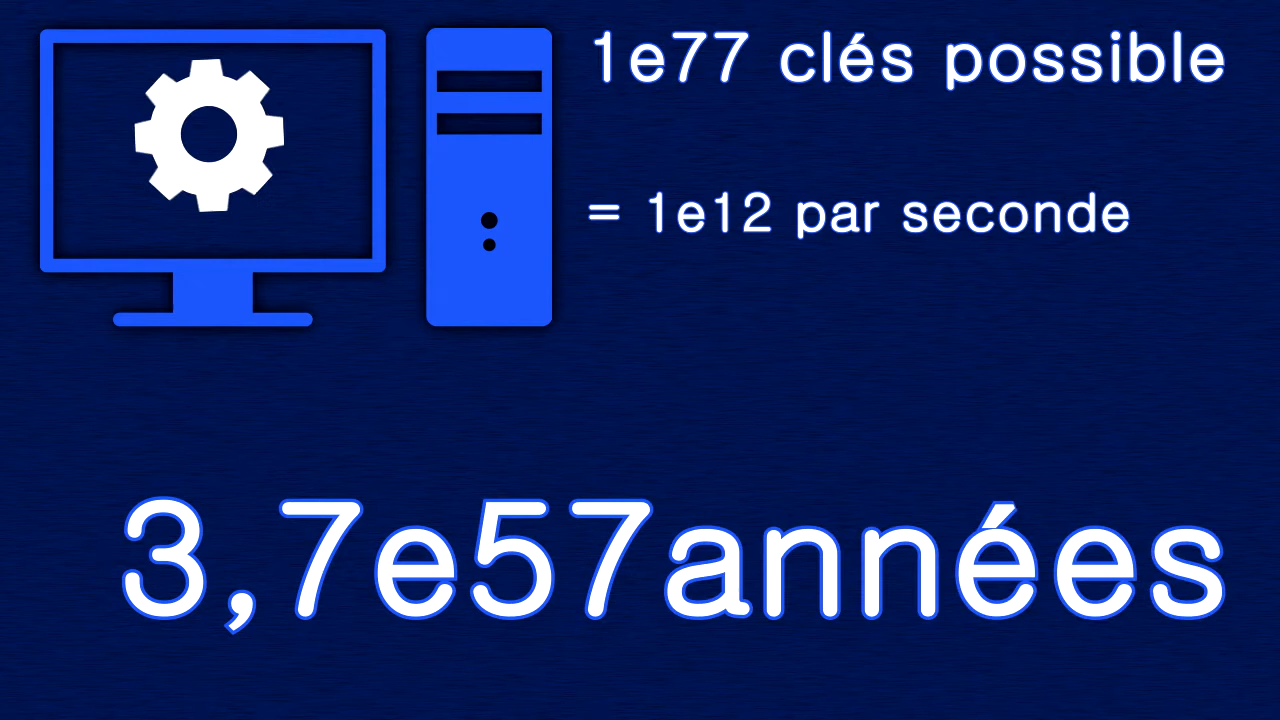 1e77 clés possible
= 1e12 par seconde
3,7e57années